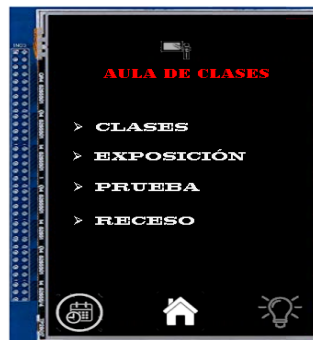 AULA DE CLASES
➢ CLASES
➢ EXPOSICIÓN
➢ PRUEBA
➢ RECESO